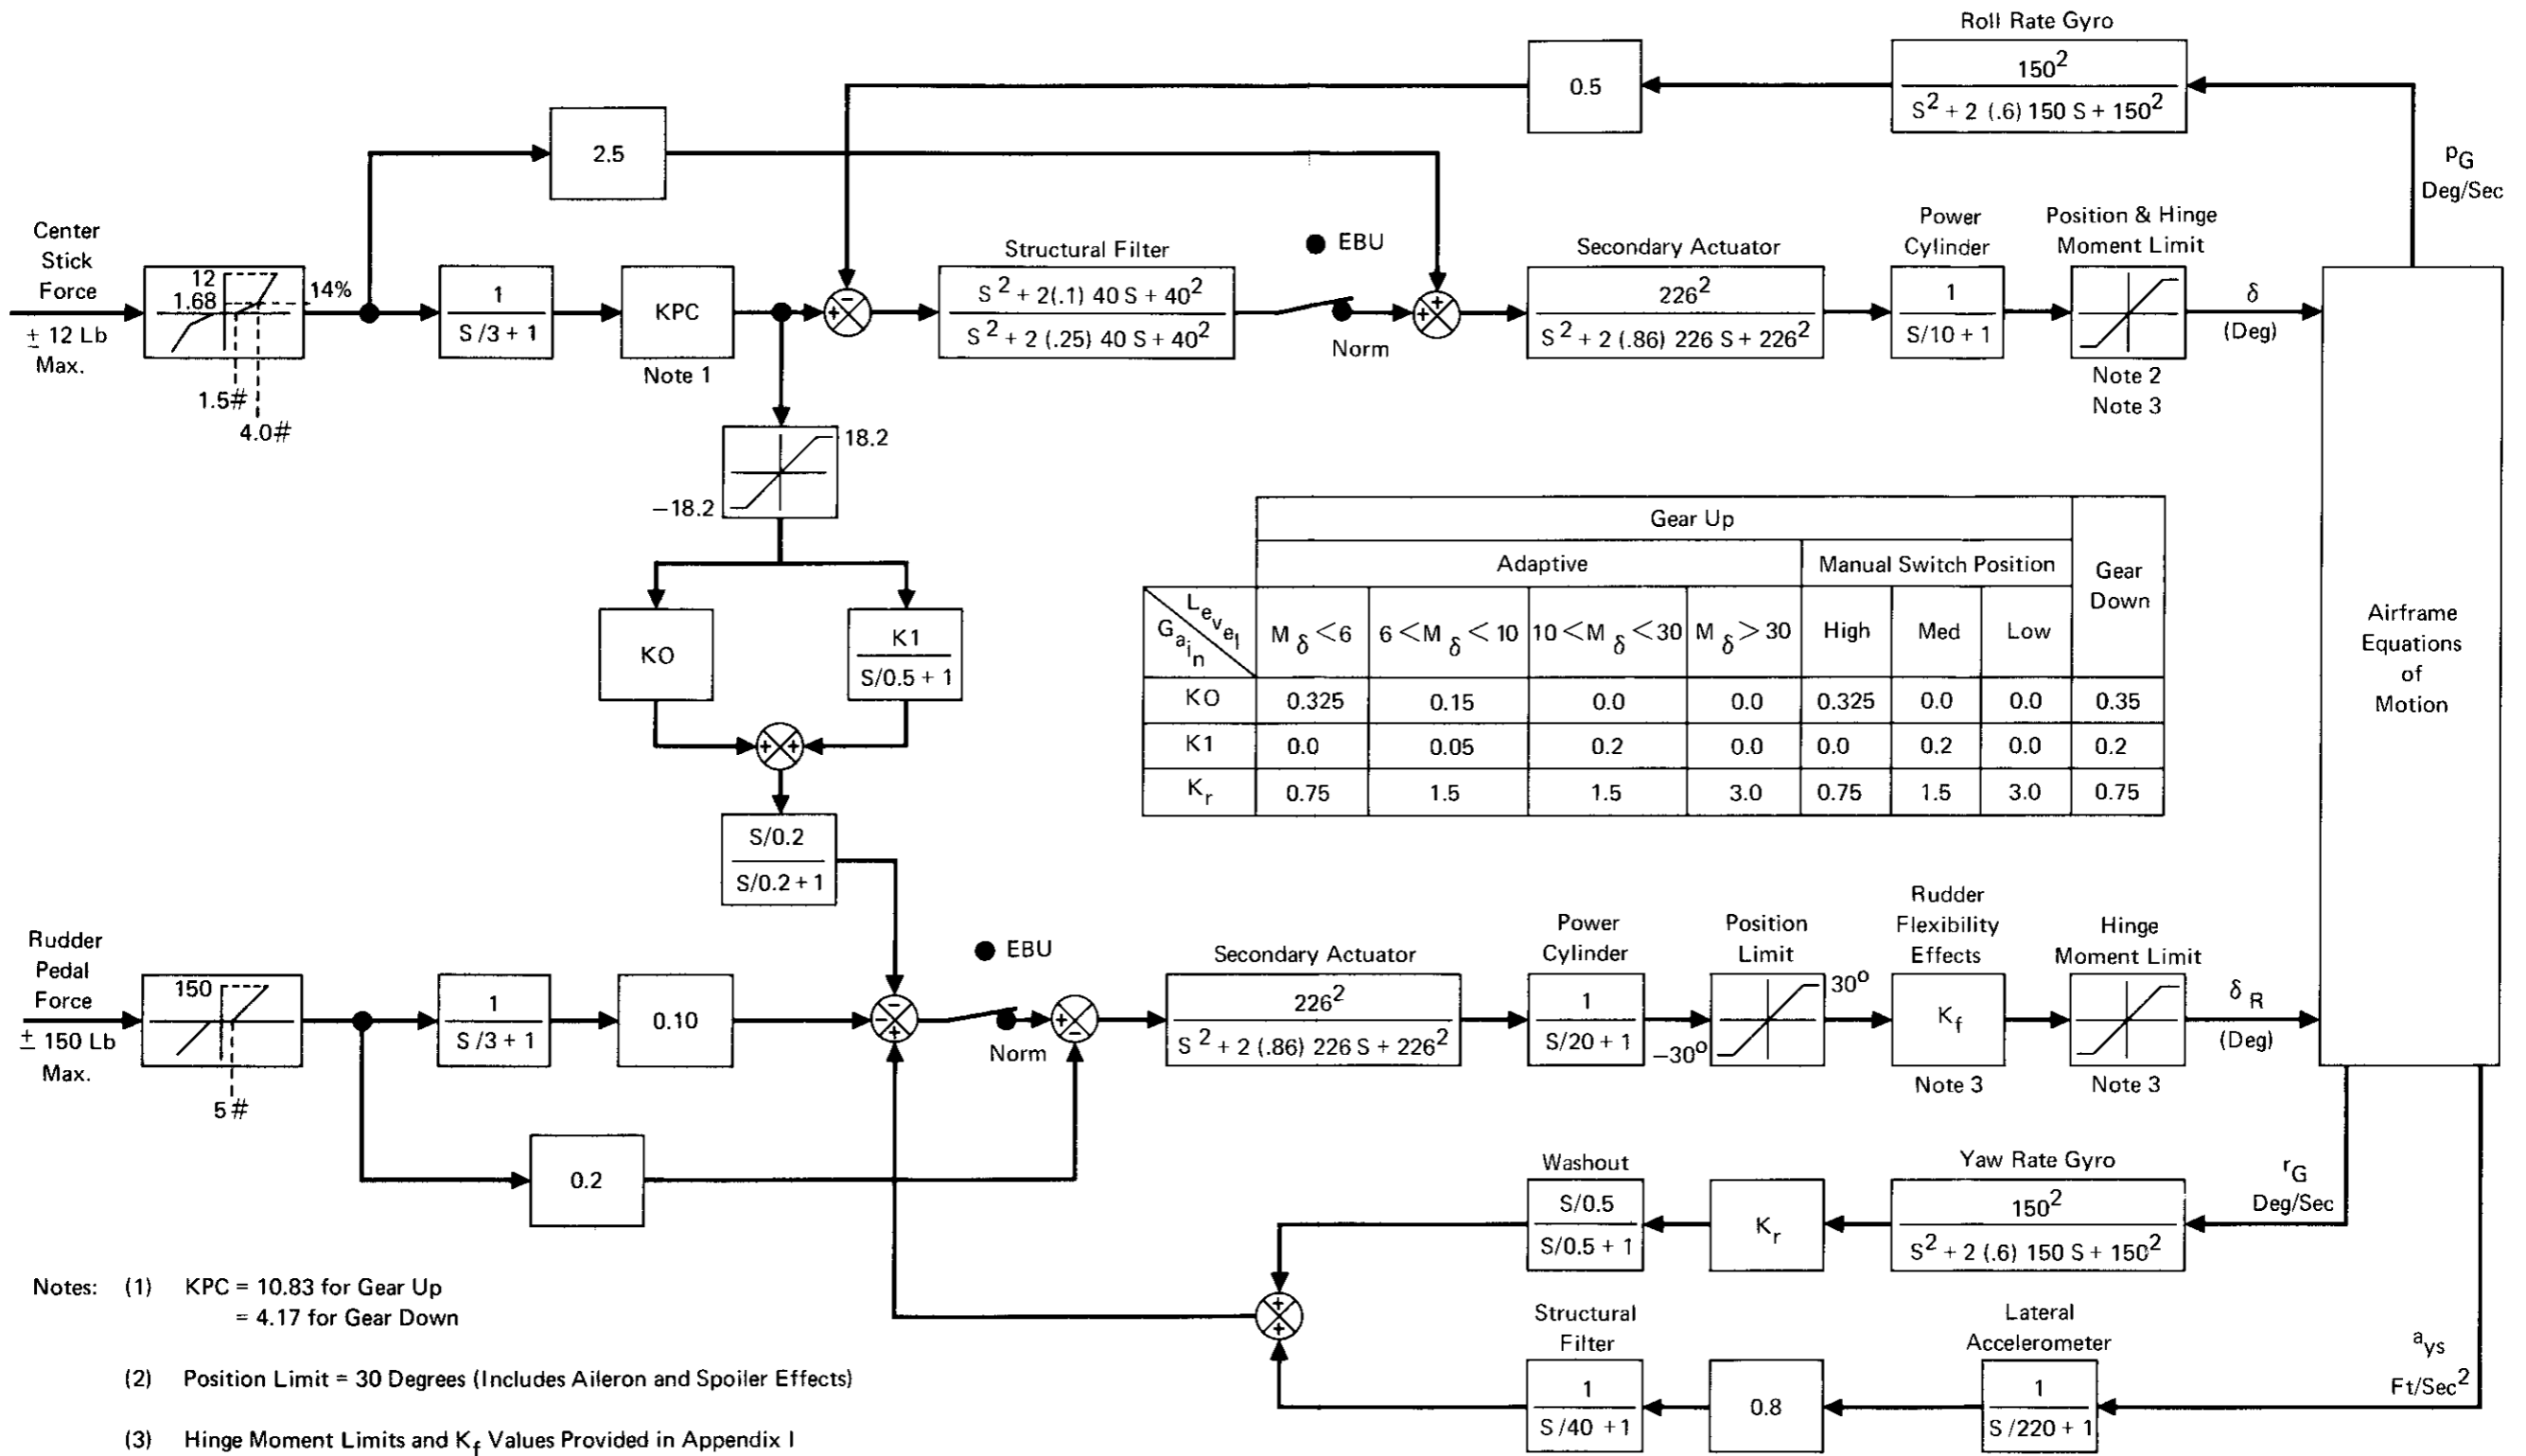 Roll Rate Gyro
150²
S² + 2 (.6) 150 S + 150²
0.5
2.5
pG
Deg/Sec
Center
Stick
Force
± 12 Lb
Max.
12
1.68
14%
1.5#
4.0#
1
S/3 + 1
KPC
Note 1
−
+
Structural Filter
S² + 2(.1) 40 S + 40²
S² + 2 (.25) 40 S + 40²
EBU
Norm
+
+
Secondary Actuator
226²
S² + 2 (.86) 226 S + 226²
Power
Cylinder
1
S/10 + 1
Position & Hinge
Moment Limit
Note 2
Note 3
δ
(Deg)
18.2
−18.2
KO
K1
S/0.5 + 1
+ +
S/0.2
S/0.2 + 1
Gear Up
Gear
Down
Adaptive
Manual Switch Position
Level
Gain
Mδ <6
6 <Mδ < 10
10 <Mδ <30
Mδ > 30
High
Med
Low
KO 0.325 0.15 0.0 0.0 0.325 0.0 0.0 0.35
K1 0.0 0.05 0.2 0.0 0.0 0.2 0.0 0.2
Kr 0.75 1.5 1.5 3.0 0.75 1.5 3.0 0.75
Airframe
Equations
of
Motion
Rudder
Pedal
Force
± 150 Lb
Max.
150
5#
1
S/3 + 1
0.10
0.2
−
−
+
EBU
Norm
+
−
Secondary Actuator
226²
S² + 2 (.86) 226 S + 226²
Power
Cylinder
1
S/20 + 1
Position
Limit
30⁰
−30⁰
Rudder
Flexibility
Effects
Kf
Note 3
Hinge
Moment Limit
Note 3
δR
(Deg)
Washout
S/0.5
S/0.5 + 1
Kr
Yaw Rate Gyro
150²
S² + 2 (.6) 150 S + 150²
rG
Deg/Sec
+
+
Structural
Filter
1
S/40 + 1
0.8
Lateral
Accelerometer
1
S/220 + 1
ays
Ft/Sec²
Notes: (1) KPC = 10.83 for Gear Up
= 4.17 for Gear Down
(2) Position Limit = 30 Degrees (Includes Aileron and Spoiler Effects)
(3) Hinge Moment Limits and Kf Values Provided in Appendix I